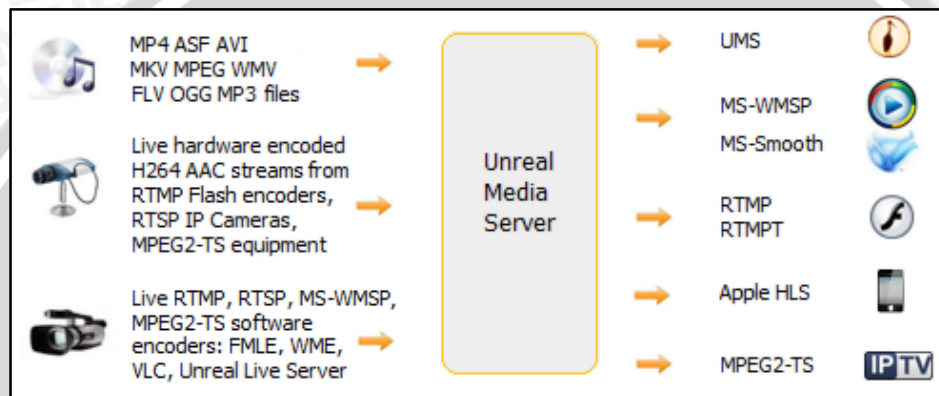 MP4 ASF AVI
MKV MPEG WMV
FLV OGG MP3 files
Live hardware encoded
H264 AAC streams from
RTMP Flash encoders,
RTSP IP Cameras,
MPEG2-TS equipment
Live RTMP, RTSP, MS-WMSP,
MPEG2-TS software
encoders: FMLE, WME,
VLC, Unreal Live Server
Unreal
Media
Server
UMS
MS-WMSP
MS-Smooth
RTMP
RTMPT
Apple HLS
MPEG2-TS
IPTV